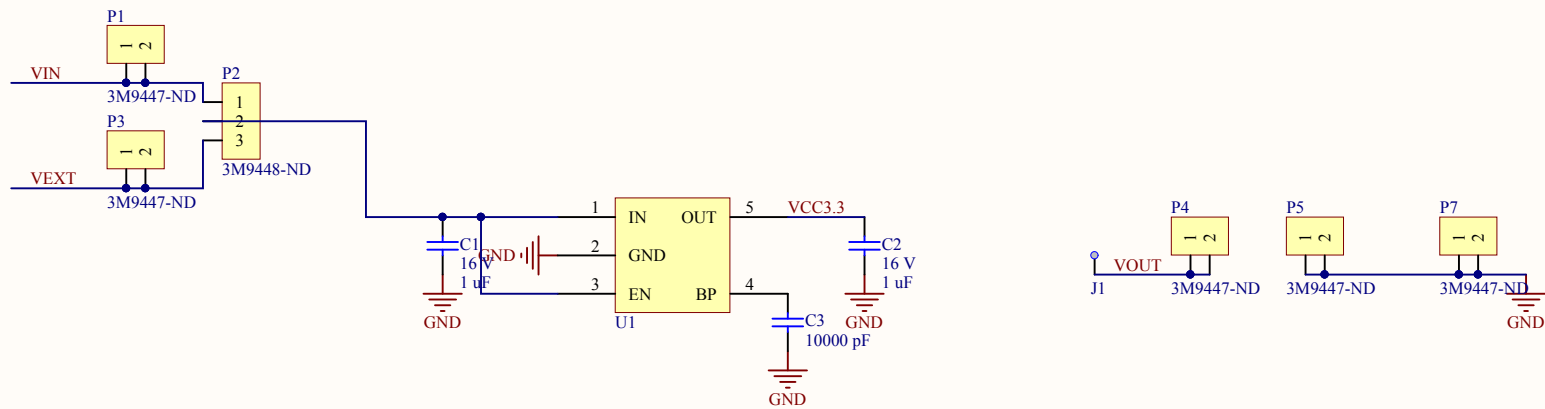 P1
1 2
VIN
3M9447-ND
P2
1
2
3
3M9448-ND
P3
1 2
VEXT
3M9447-ND
1 IN
2 GND
3 EN
OUT 5
BP 4
U1
VCC3.3
GND
C1
16 V
1 uF
GND
C2
16 V
1 uF
GND
C3
10000 pF
GND
J1
VOUT
P4
1 2
3M9447-ND
P5
1 2
3M9447-ND
P7
1 2
3M9447-ND
GND